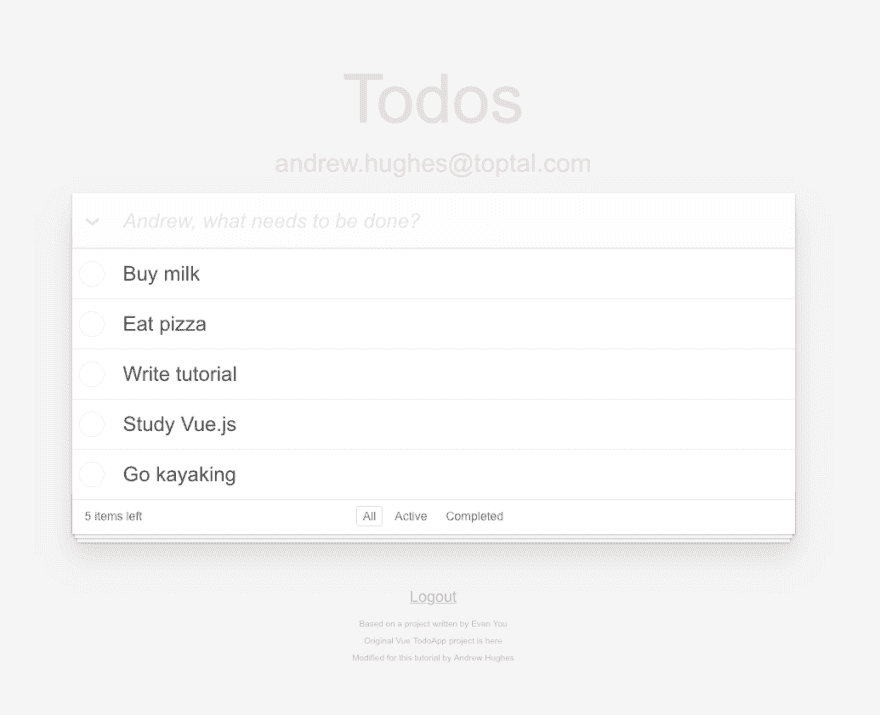 Todos
andrew.hughes@toptal.com
Andrew, what needs to be done?
Buy milk
Eat pizza
Write tutorial
Study Vue.js
Go kayaking
5 items left All Active Completed
Logout
Based on a project written by Evan You
Original Vue TodoApp project is here
Modified for this tutorial by Andrew Hughes